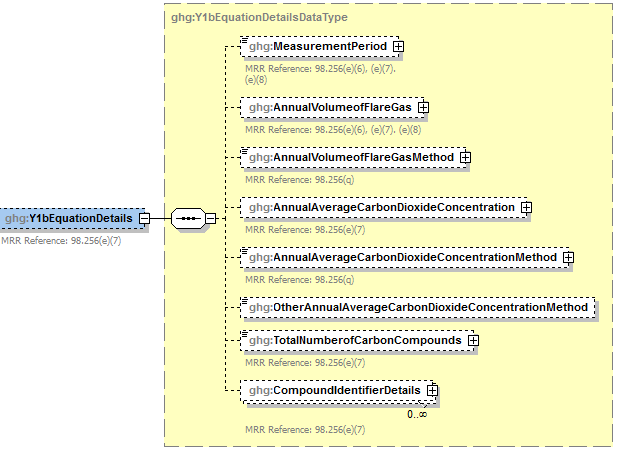 ghg:Y1bEquationDetailsDataType
ghg:MeasurementPeriod
MRR Reference: 98.256(e)(6), (e)(7).
(e)(8)
ghg:AnnualVolumeofFlareGas
MRR Reference: 98.256(e)(6), (e)(7). (e)(8)
ghg:AnnualVolumeofFlareGasMethod
MRR Reference: 98.256(q)
ghg:AnnualAverageCarbonDioxideConcentration
MRR Reference: 98.256(e)(7)
ghg:Y1bEquationDetails
MRR Reference: 98.256(e)(7)
ghg:AnnualAverageCarbonDioxideConcentrationMethod
MRR Reference: 98.256(q)
ghg:OtherAnnualAverageCarbonDioxideConcentrationMethod
ghg:TotalNumberofCarbonCompounds
MRR Reference: 98.256(e)(7)
ghg:CompoundIdentifierDetails
0..∞
MRR Reference: 98.256(e)(7)